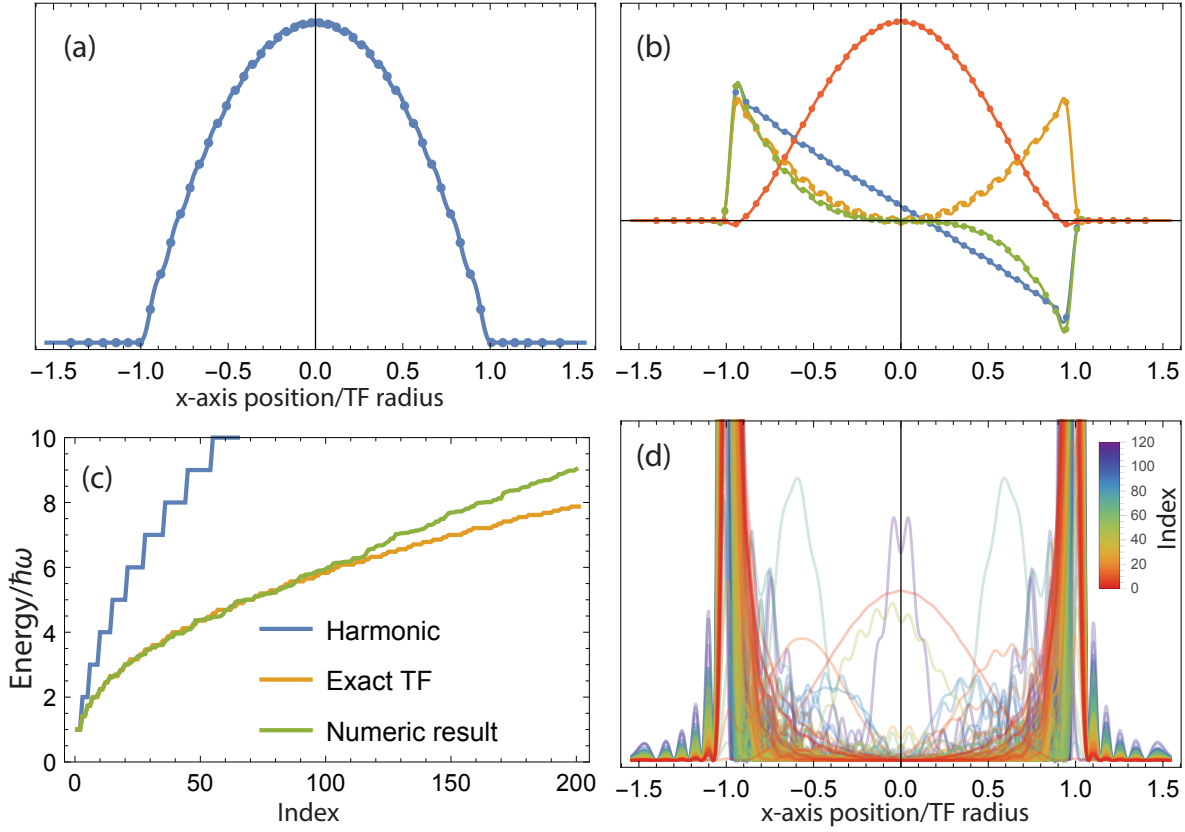 (a)
−1.5 −1.0 −0.5 0.0 0.5 1.0 1.5
x-axis position/TF radius
(b)
−1.5 −1.0 −0.5 0.0 0.5 1.0 1.5
(c)
10
8
6
4
2
0
Energy/ħω
Harmonic
Exact TF
Numeric result
0 50 100 150 200
Index
(d)
120
100
80
60
40
20
0
Index
−1.5 −1.0 −0.5 0.0 0.5 1.0 1.5
x-axis position/TF radius